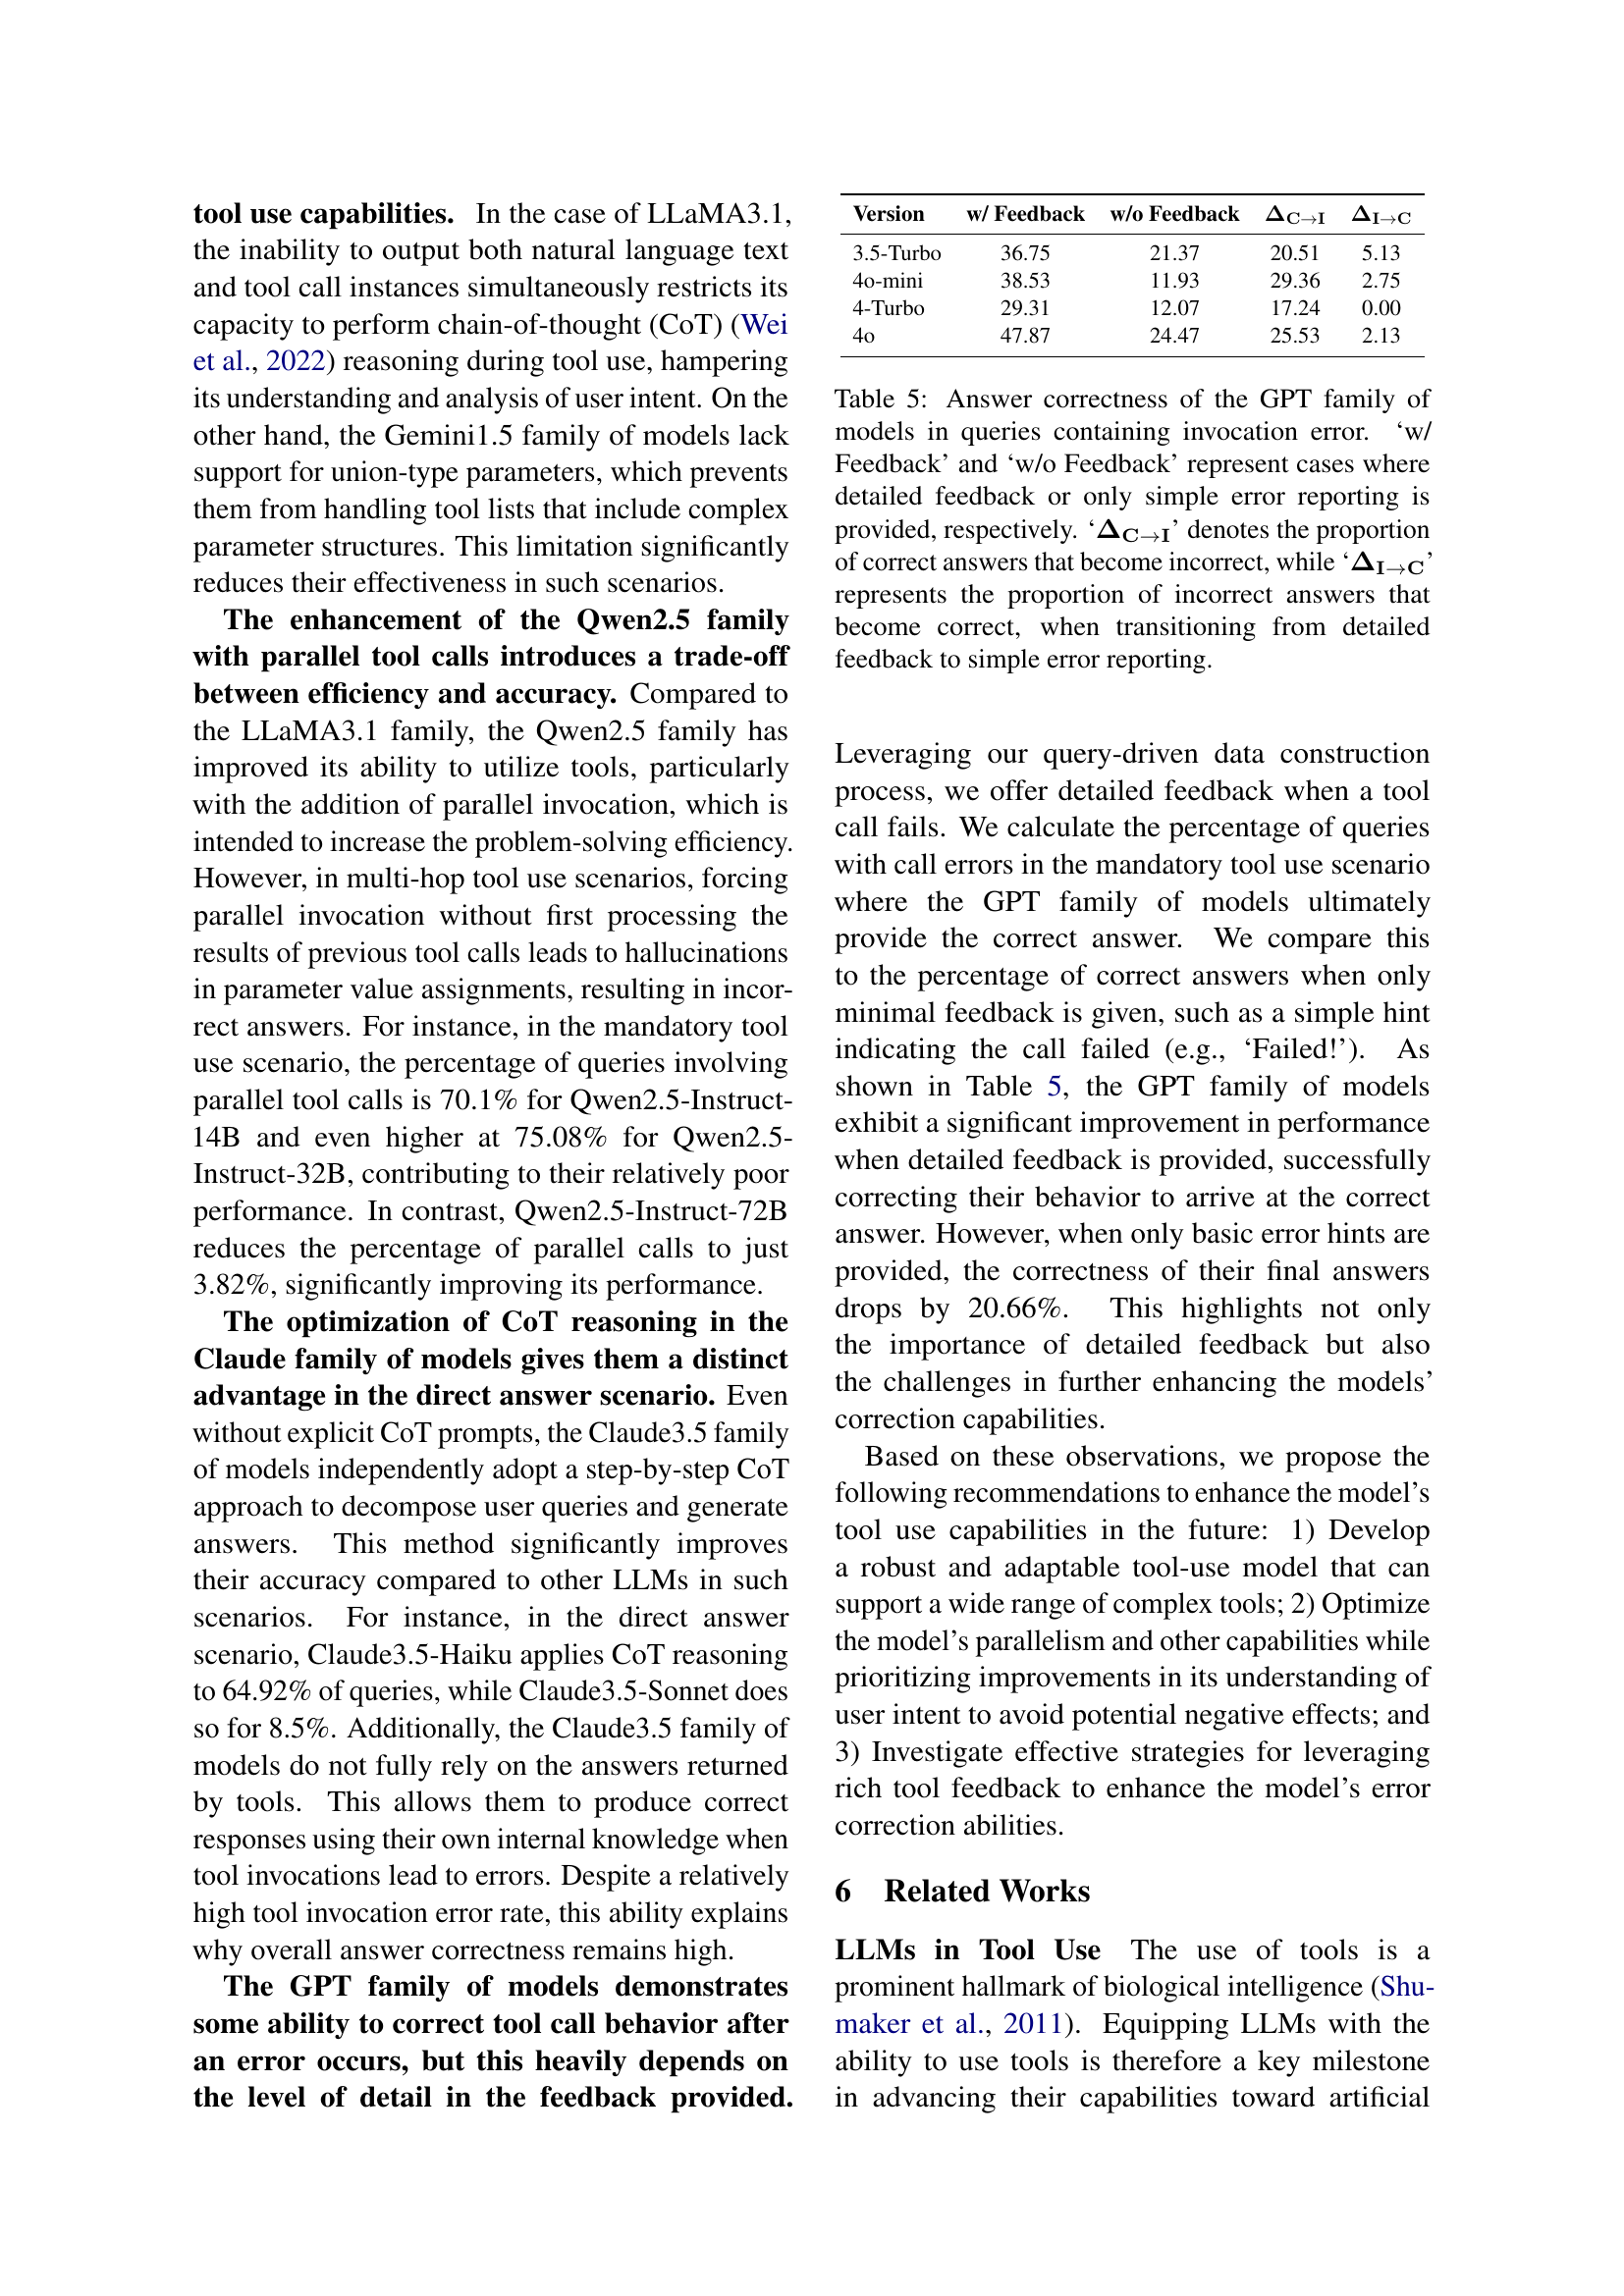 tool use capabilities. In the case of LLaMA3.1,
the inability to output both natural language text
and tool call instances simultaneously restricts its
capacity to perform chain-of-thought (CoT) (Wei
et al., 2022) reasoning during tool use, hampering
its understanding and analysis of user intent. On the
other hand, the Gemini1.5 family of models lack
support for union-type parameters, which prevents
them from handling tool lists that include complex
parameter structures. This limitation significantly
reduces their effectiveness in such scenarios.
The enhancement of the Qwen2.5 family
with parallel tool calls introduces a trade-off
between efficiency and accuracy. Compared to
the LLaMA3.1 family, the Qwen2.5 family has
improved its ability to utilize tools, particularly
with the addition of parallel invocation, which is
intended to increase the problem-solving efficiency.
However, in multi-hop tool use scenarios, forcing
parallel invocation without first processing the
results of previous tool calls leads to hallucinations
in parameter value assignments, resulting in incor-
rect answers. For instance, in the mandatory tool
use scenario, the percentage of queries involving
parallel tool calls is 70.1% for Qwen2.5-Instruct-
14B and even higher at 75.08% for Qwen2.5-
Instruct-32B, contributing to their relatively poor
performance. In contrast, Qwen2.5-Instruct-72B
reduces the percentage of parallel calls to just
3.82%, significantly improving its performance.
The optimization of CoT reasoning in the
Claude family of models gives them a distinct
advantage in the direct answer scenario. Even
without explicit CoT prompts, the Claude3.5 family
of models independently adopt a step-by-step CoT
approach to decompose user queries and generate
answers. This method significantly improves
their accuracy compared to other LLMs in such
scenarios. For instance, in the direct answer
scenario, Claude3.5-Haiku applies CoT reasoning
to 64.92% of queries, while Claude3.5-Sonnet does
so for 8.5%. Additionally, the Claude3.5 family of
models do not fully rely on the answers returned
by tools. This allows them to produce correct
responses using their own internal knowledge when
tool invocations lead to errors. Despite a relatively
high tool invocation error rate, this ability explains
why overall answer correctness remains high.
The GPT family of models demonstrates
some ability to correct tool call behavior after
an error occurs, but this heavily depends on
the level of detail in the feedback provided.
Version w/ Feedback w/o Feedback Δ_C→I Δ_I→C
3.5-Turbo 36.75 21.37 20.51 5.13
4o-mini 38.53 11.93 29.36 2.75
4-Turbo 29.31 12.07 17.24 0.00
4o 47.87 24.47 25.53 2.13
Table 5: Answer correctness of the GPT family of
models in queries containing invocation error. ‘w/
Feedback’ and ‘w/o Feedback’ represent cases where
detailed feedback or only simple error reporting is
provided, respectively. ‘Δ_C→I’ denotes the proportion
of correct answers that become incorrect, while ‘Δ_I→C’
represents the proportion of incorrect answers that
become correct, when transitioning from detailed
feedback to simple error reporting.
Leveraging our query-driven data construction
process, we offer detailed feedback when a tool
call fails. We calculate the percentage of queries
with call errors in the mandatory tool use scenario
where the GPT family of models ultimately
provide the correct answer. We compare this
to the percentage of correct answers when only
minimal feedback is given, such as a simple hint
indicating the call failed (e.g., ‘Failed!’). As
shown in Table 5, the GPT family of models
exhibit a significant improvement in performance
when detailed feedback is provided, successfully
correcting their behavior to arrive at the correct
answer. However, when only basic error hints are
provided, the correctness of their final answers
drops by 20.66%. This highlights not only
the importance of detailed feedback but also
the challenges in further enhancing the models’
correction capabilities.
Based on these observations, we propose the
following recommendations to enhance the model’s
tool use capabilities in the future: 1) Develop
a robust and adaptable tool-use model that can
support a wide range of complex tools; 2) Optimize
the model’s parallelism and other capabilities while
prioritizing improvements in its understanding of
user intent to avoid potential negative effects; and
3) Investigate effective strategies for leveraging
rich tool feedback to enhance the model’s error
correction abilities.
6 Related Works
LLMs in Tool Use The use of tools is a
prominent hallmark of biological intelligence (Shu-
maker et al., 2011). Equipping LLMs with the
ability to use tools is therefore a key milestone
in advancing their capabilities toward artificial